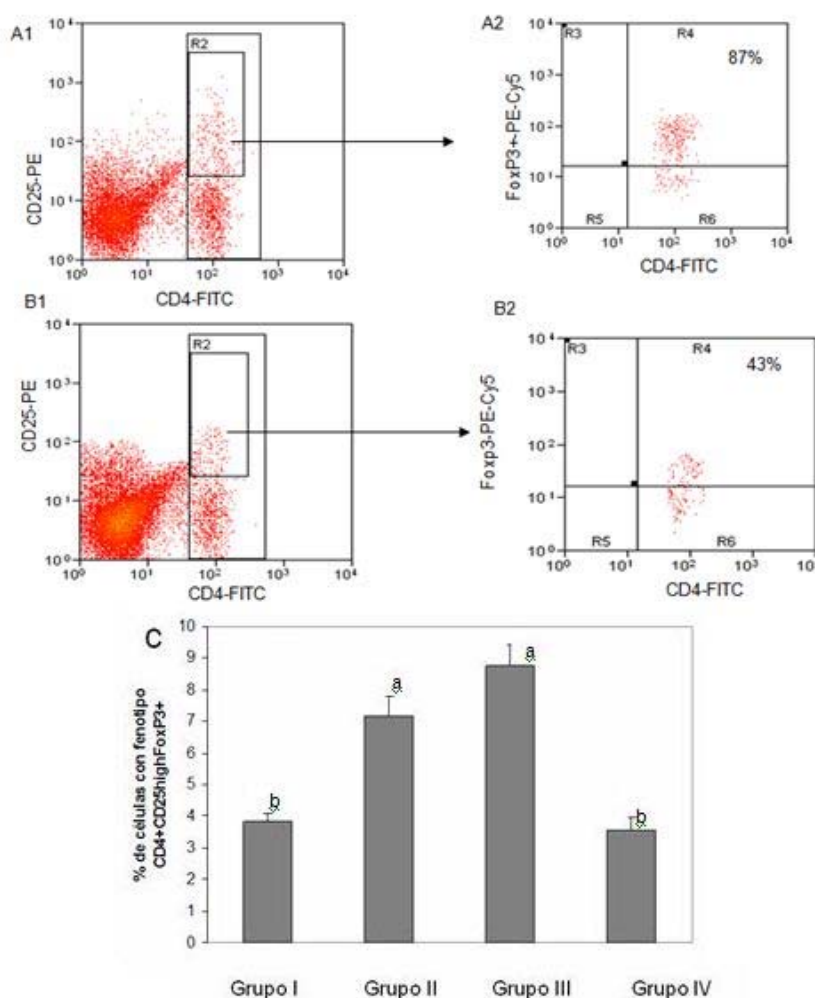 A1
R2
CD25-PE
10⁴
10³
10²
10¹
10⁰
10⁰ 10¹ 10² 10³ 10⁴
CD4-FITC
A2
R3 R4
87%
FoxP3+-PE-Cy5
10⁴
10³
10²
10¹
10⁰
R5 R6
10⁰ 10¹ 10² 10³ 10⁴
CD4-FITC
B1
R2
CD25-PE
10⁴
10³
10²
10¹
10⁰
10⁰ 10¹ 10² 10³ 10⁴
CD4-FITC
B2
R3 R4
43%
Foxp3-PE-Cy5
10⁴
10³
10²
10¹
10⁰
R5 R6
10⁰ 10¹ 10² 10³ 10⁴
CD4-FITC
C
% de células con fenotipo
CD4+CD25highFoxP3+
10
9
8
7
6
5
4
3
2
1
0
b a a b
Grupo I Grupo II Grupo III Grupo IV